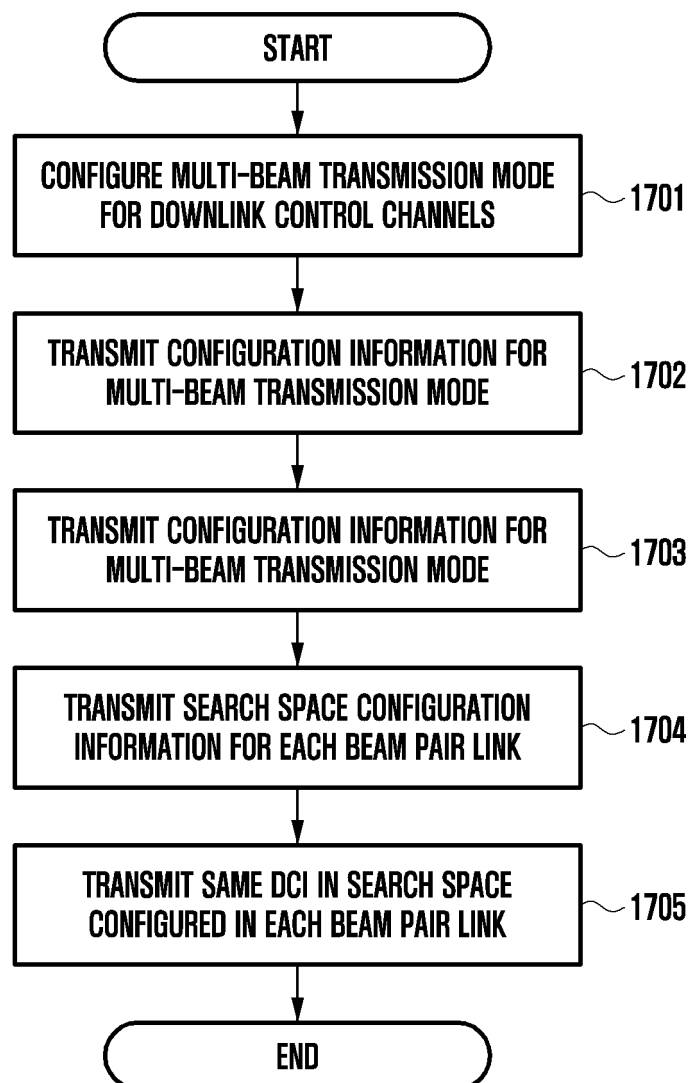 START
CONFIGURE MULTI-BEAM TRANSMISSION MODE
FOR DOWNLINK CONTROL CHANNELS
1701
TRANSMIT CONFIGURATION INFORMATION FOR
MULTI-BEAM TRANSMISSION MODE
1702
TRANSMIT CONFIGURATION INFORMATION FOR
MULTI-BEAM TRANSMISSION MODE
1703
TRANSMIT SEARCH SPACE CONFIGURATION
INFORMATION FOR EACH BEAM PAIR LINK
1704
TRANSMIT SAME DCI IN SEARCH SPACE
CONFIGURED IN EACH BEAM PAIR LINK
1705
END